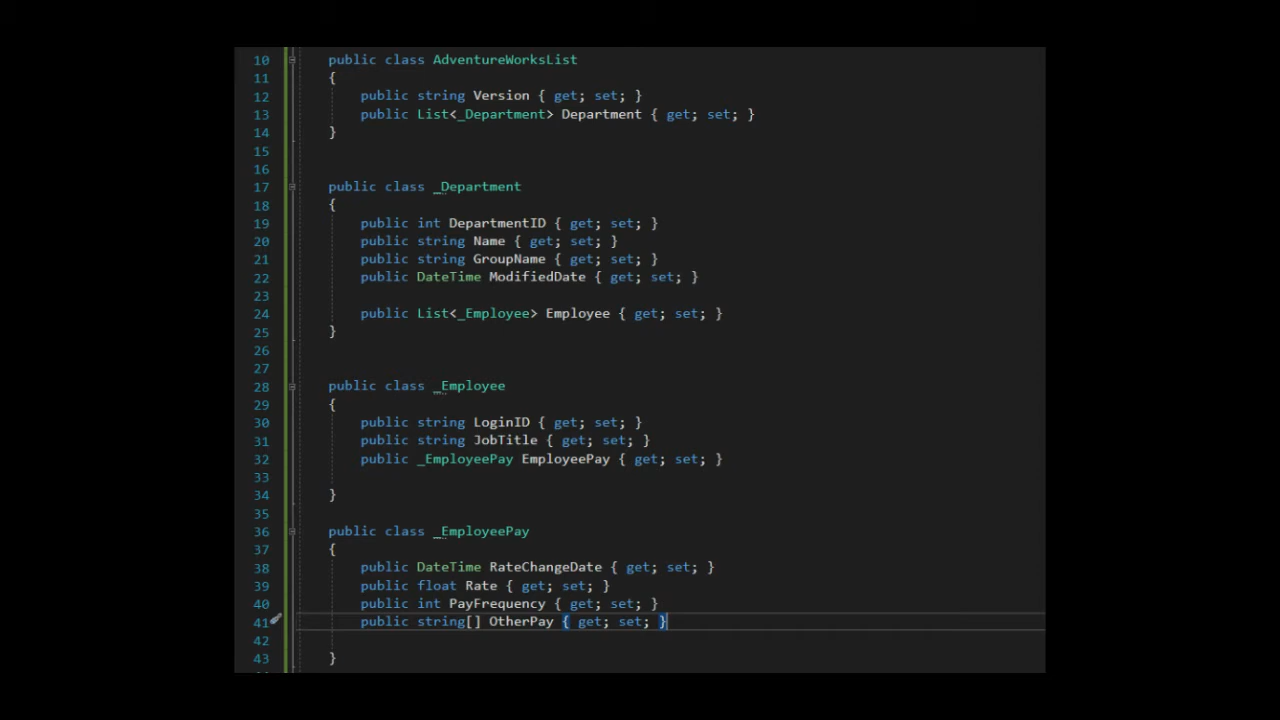 10 public class AdventureWorksList
11 {
12 public string Version { get; set; }
13 public List<_Department> Department { get; set; }
14 }
15
16
17 public class _Department
18 {
19 public int DepartmentID { get; set; }
20 public string Name { get; set; }
21 public string GroupName { get; set; }
22 public DateTime ModifiedDate { get; set; }
23
24 public List<_Employee> Employee { get; set; }
25 }
26
27
28 public class _Employee
29 {
30 public string LoginID { get; set; }
31 public string JobTitle { get; set; }
32 public _EmployeePay EmployeePay { get; set; }
33
34 }
35
36 public class _EmployeePay
37 {
38 public DateTime RateChangeDate { get; set; }
39 public float Rate { get; set; }
40 public int PayFrequency { get; set; }
41 public string[] OtherPay { get; set; }
42
43 }